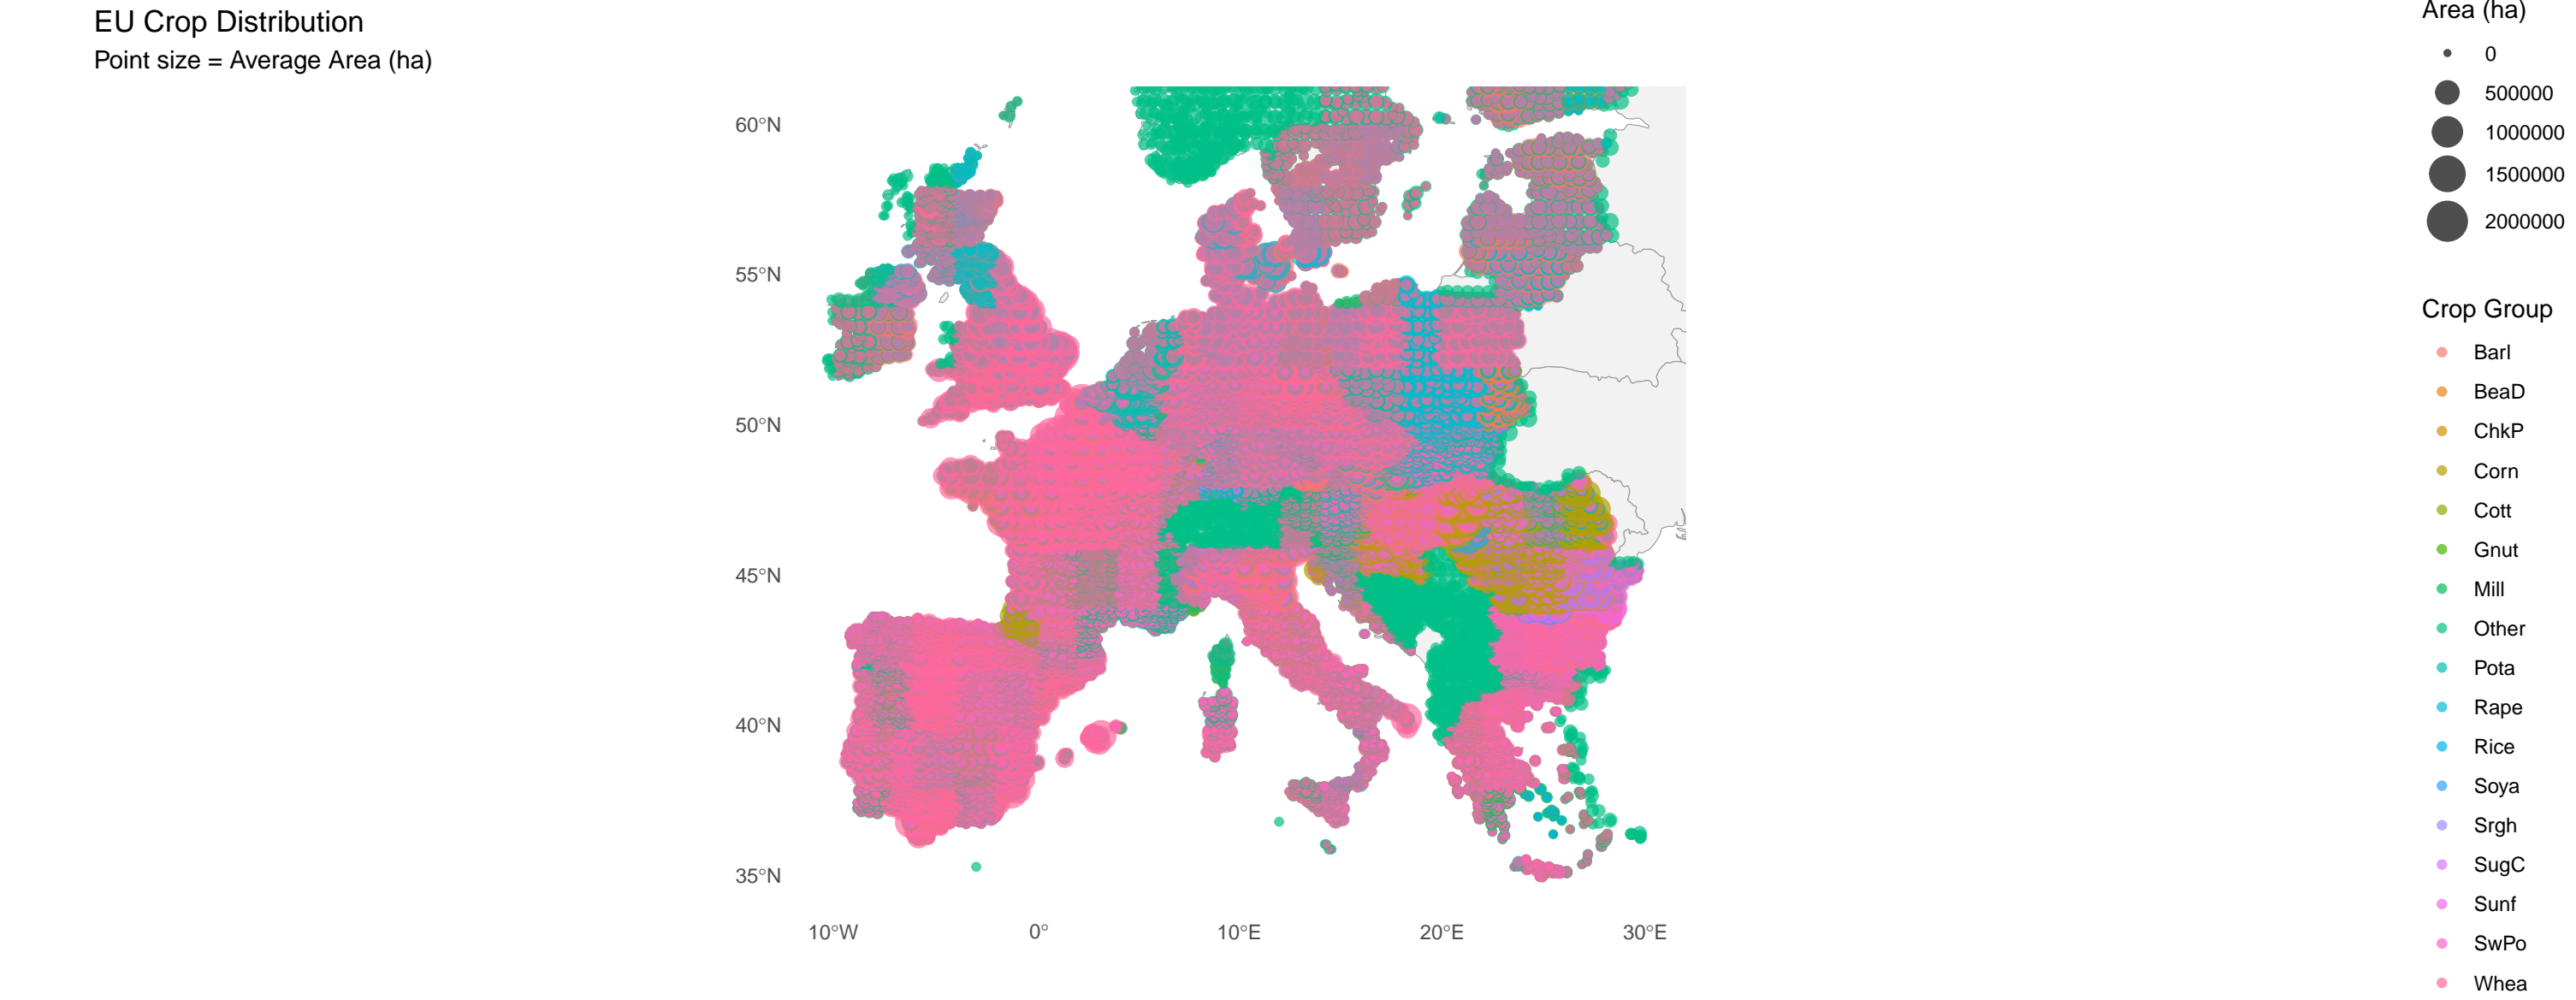 EU Crop Distribution
Point size = Average Area (ha)
60°N
55°N
50°N
45°N
40°N
35°N
10°W
0°
10°E
20°E
30°E
Area (ha)
0
500000
1000000
1500000
2000000
Crop Group
Barl
BeaD
ChkP
Corn
Cott
Gnut
Mill
Other
Pota
Rape
Rice
Soya
Srgh
SugC
Sunf
SwPo
Whea